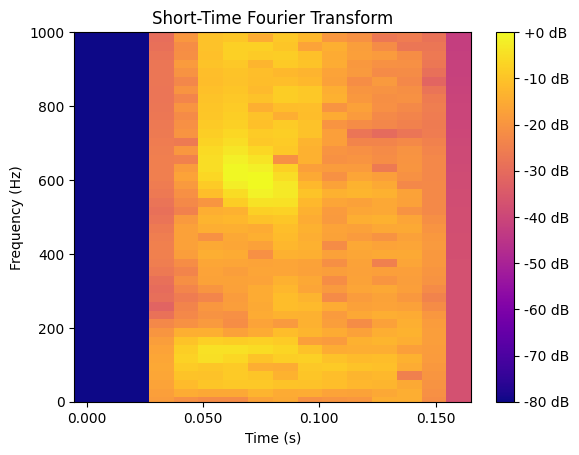 Short-Time Fourier Transform
1000
800
600
400
200
0
Frequency (Hz)
0.000
0.050
0.100
0.150
Time (s)
+0 dB
-10 dB
-20 dB
-30 dB
-40 dB
-50 dB
-60 dB
-70 dB
-80 dB